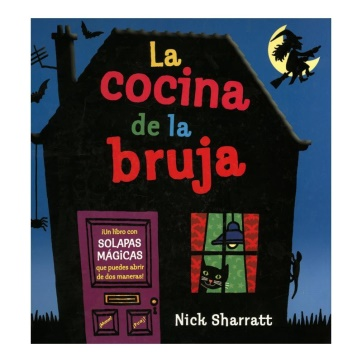 La
cocina
de la
bruja
¡Un libro con
SOLAPAS
MÁGICAS
que puedes abrir
de dos maneras!
Nick Sharratt